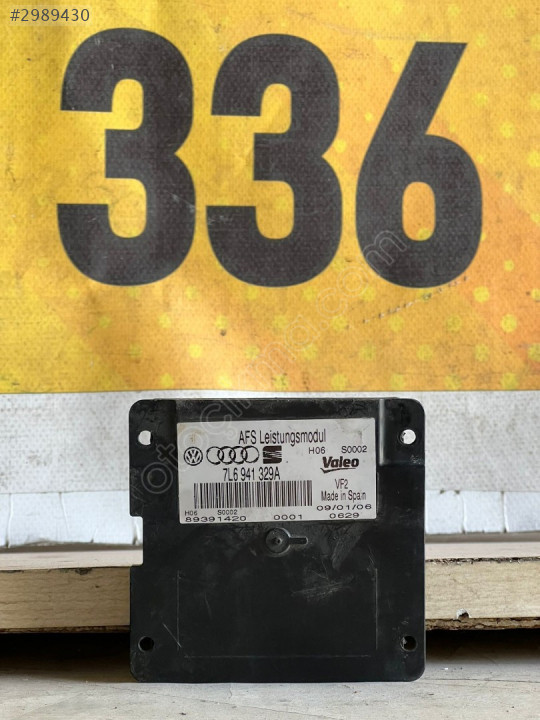 #2989430
336
AFS Leistungsmodul
H06 S0002
7L6 941 329A
Valeo
VF2
Made in Spain
H06 S0002
09/01/06
89391420 0001 0629